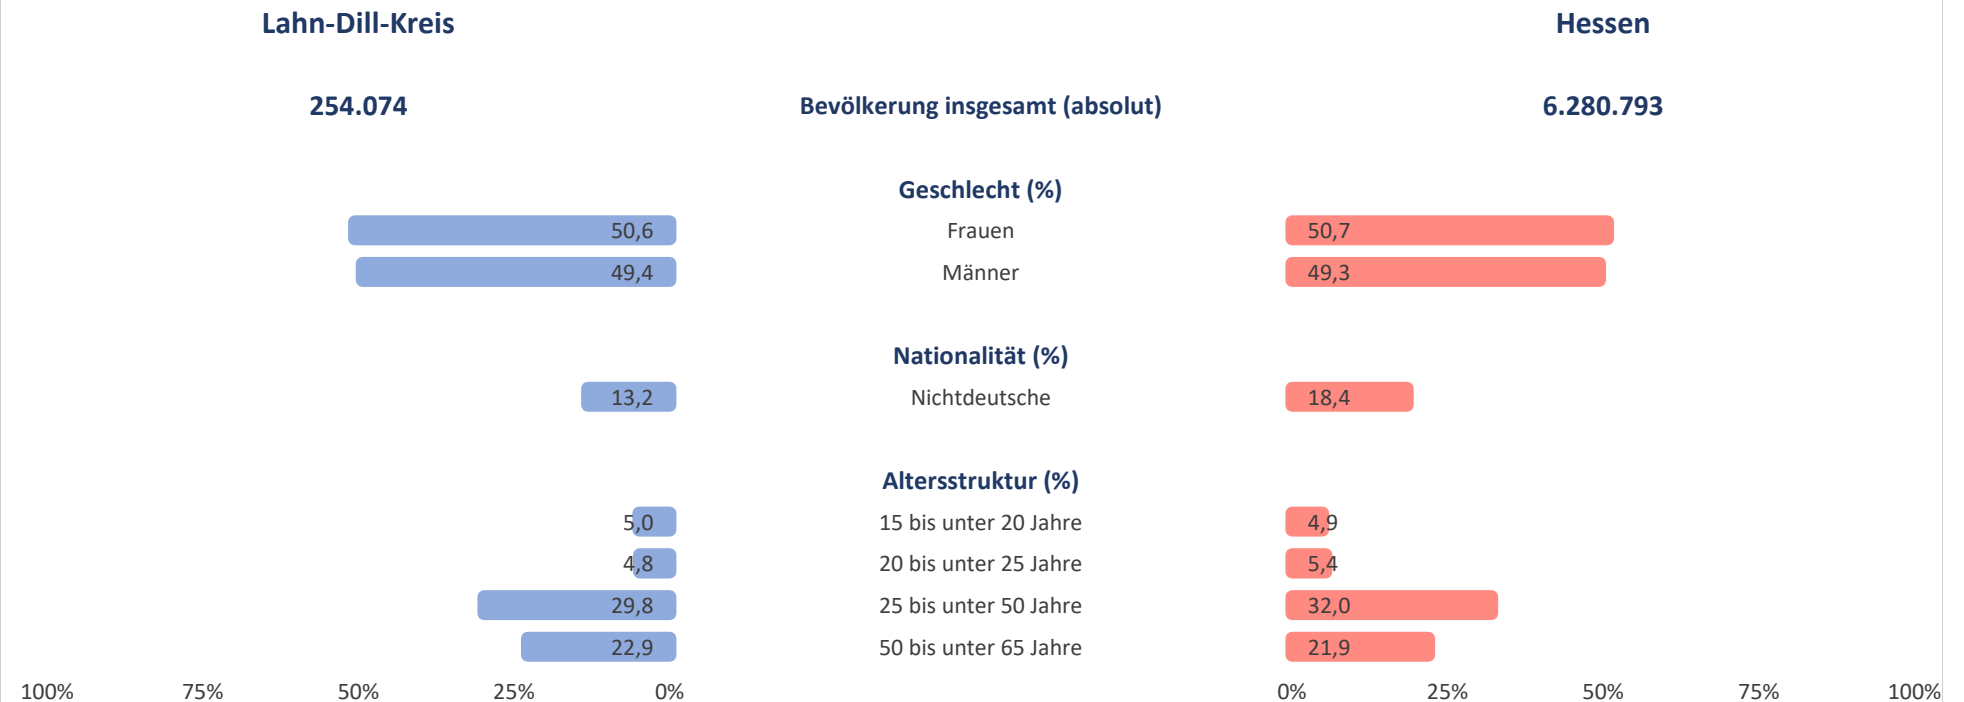 Lahn-Dill-Kreis Hessen
254.074 Bevölkerung insgesamt (absolut) 6.280.793
Geschlecht (%)
50,6 Frauen 50,7
49,4 Männer 49,3
Nationalität (%)
13,2 Nichtdeutsche 18,4
Altersstruktur (%)
5,0 15 bis unter 20 Jahre 4,9
4,8 20 bis unter 25 Jahre 5,4
29,8 25 bis unter 50 Jahre 32,0
22,9 50 bis unter 65 Jahre 21,9
100% 75% 50% 25% 0% 0% 25% 50% 75% 100%